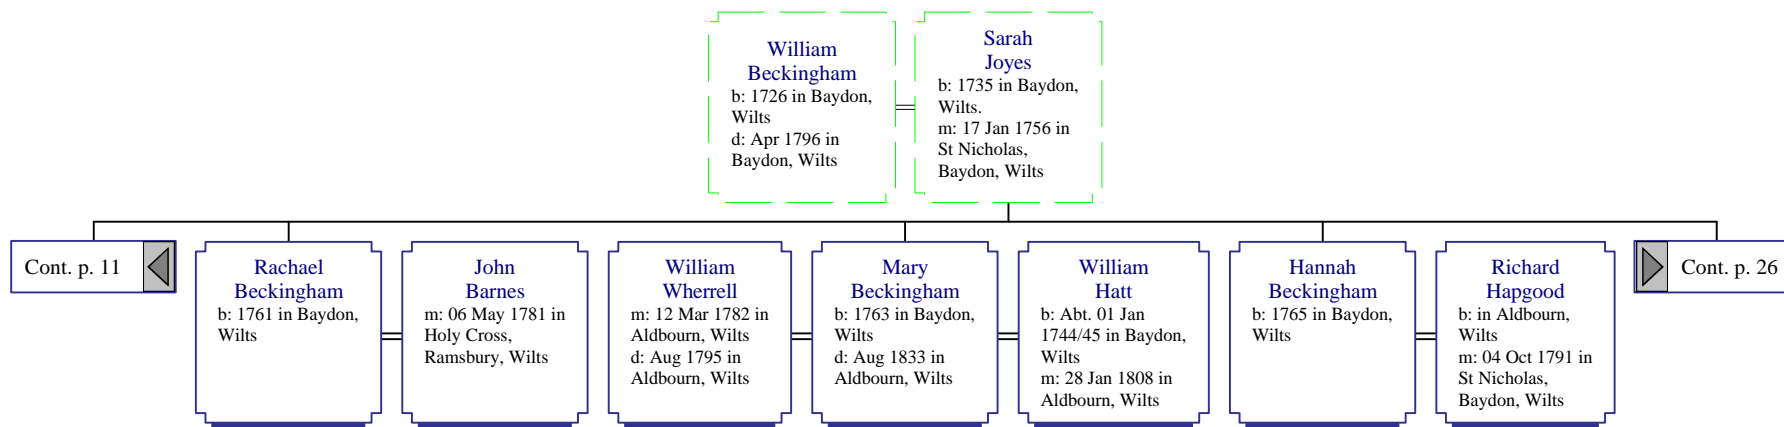 William
Beckingham
b: 1726 in Baydon,
Wilts
d: Apr 1796 in
Baydon, Wilts
Sarah
Joyes
b: 1735 in Baydon,
Wilts.
m: 17 Jan 1756 in
St Nicholas,
Baydon, Wilts
Cont. p. 11
Rachael
Beckingham
b: 1761 in Baydon,
Wilts
John
Barnes
m: 06 May 1781 in
Holy Cross,
Ramsbury, Wilts
William
Wherrell
m: 12 Mar 1782 in
Aldbourn, Wilts
d: Aug 1795 in
Aldbourn, Wilts
Mary
Beckingham
b: 1763 in Baydon,
Wilts
d: Aug 1833 in
Aldbourn, Wilts
William
Hatt
b: Abt. 01 Jan
1744/45 in Baydon,
Wilts
m: 28 Jan 1808 in
Aldbourn, Wilts
Hannah
Beckingham
b: 1765 in Baydon,
Wilts
Richard
Hapgood
b: in Aldbourn,
Wilts
m: 04 Oct 1791 in
St Nicholas,
Baydon, Wilts
Cont. p. 26